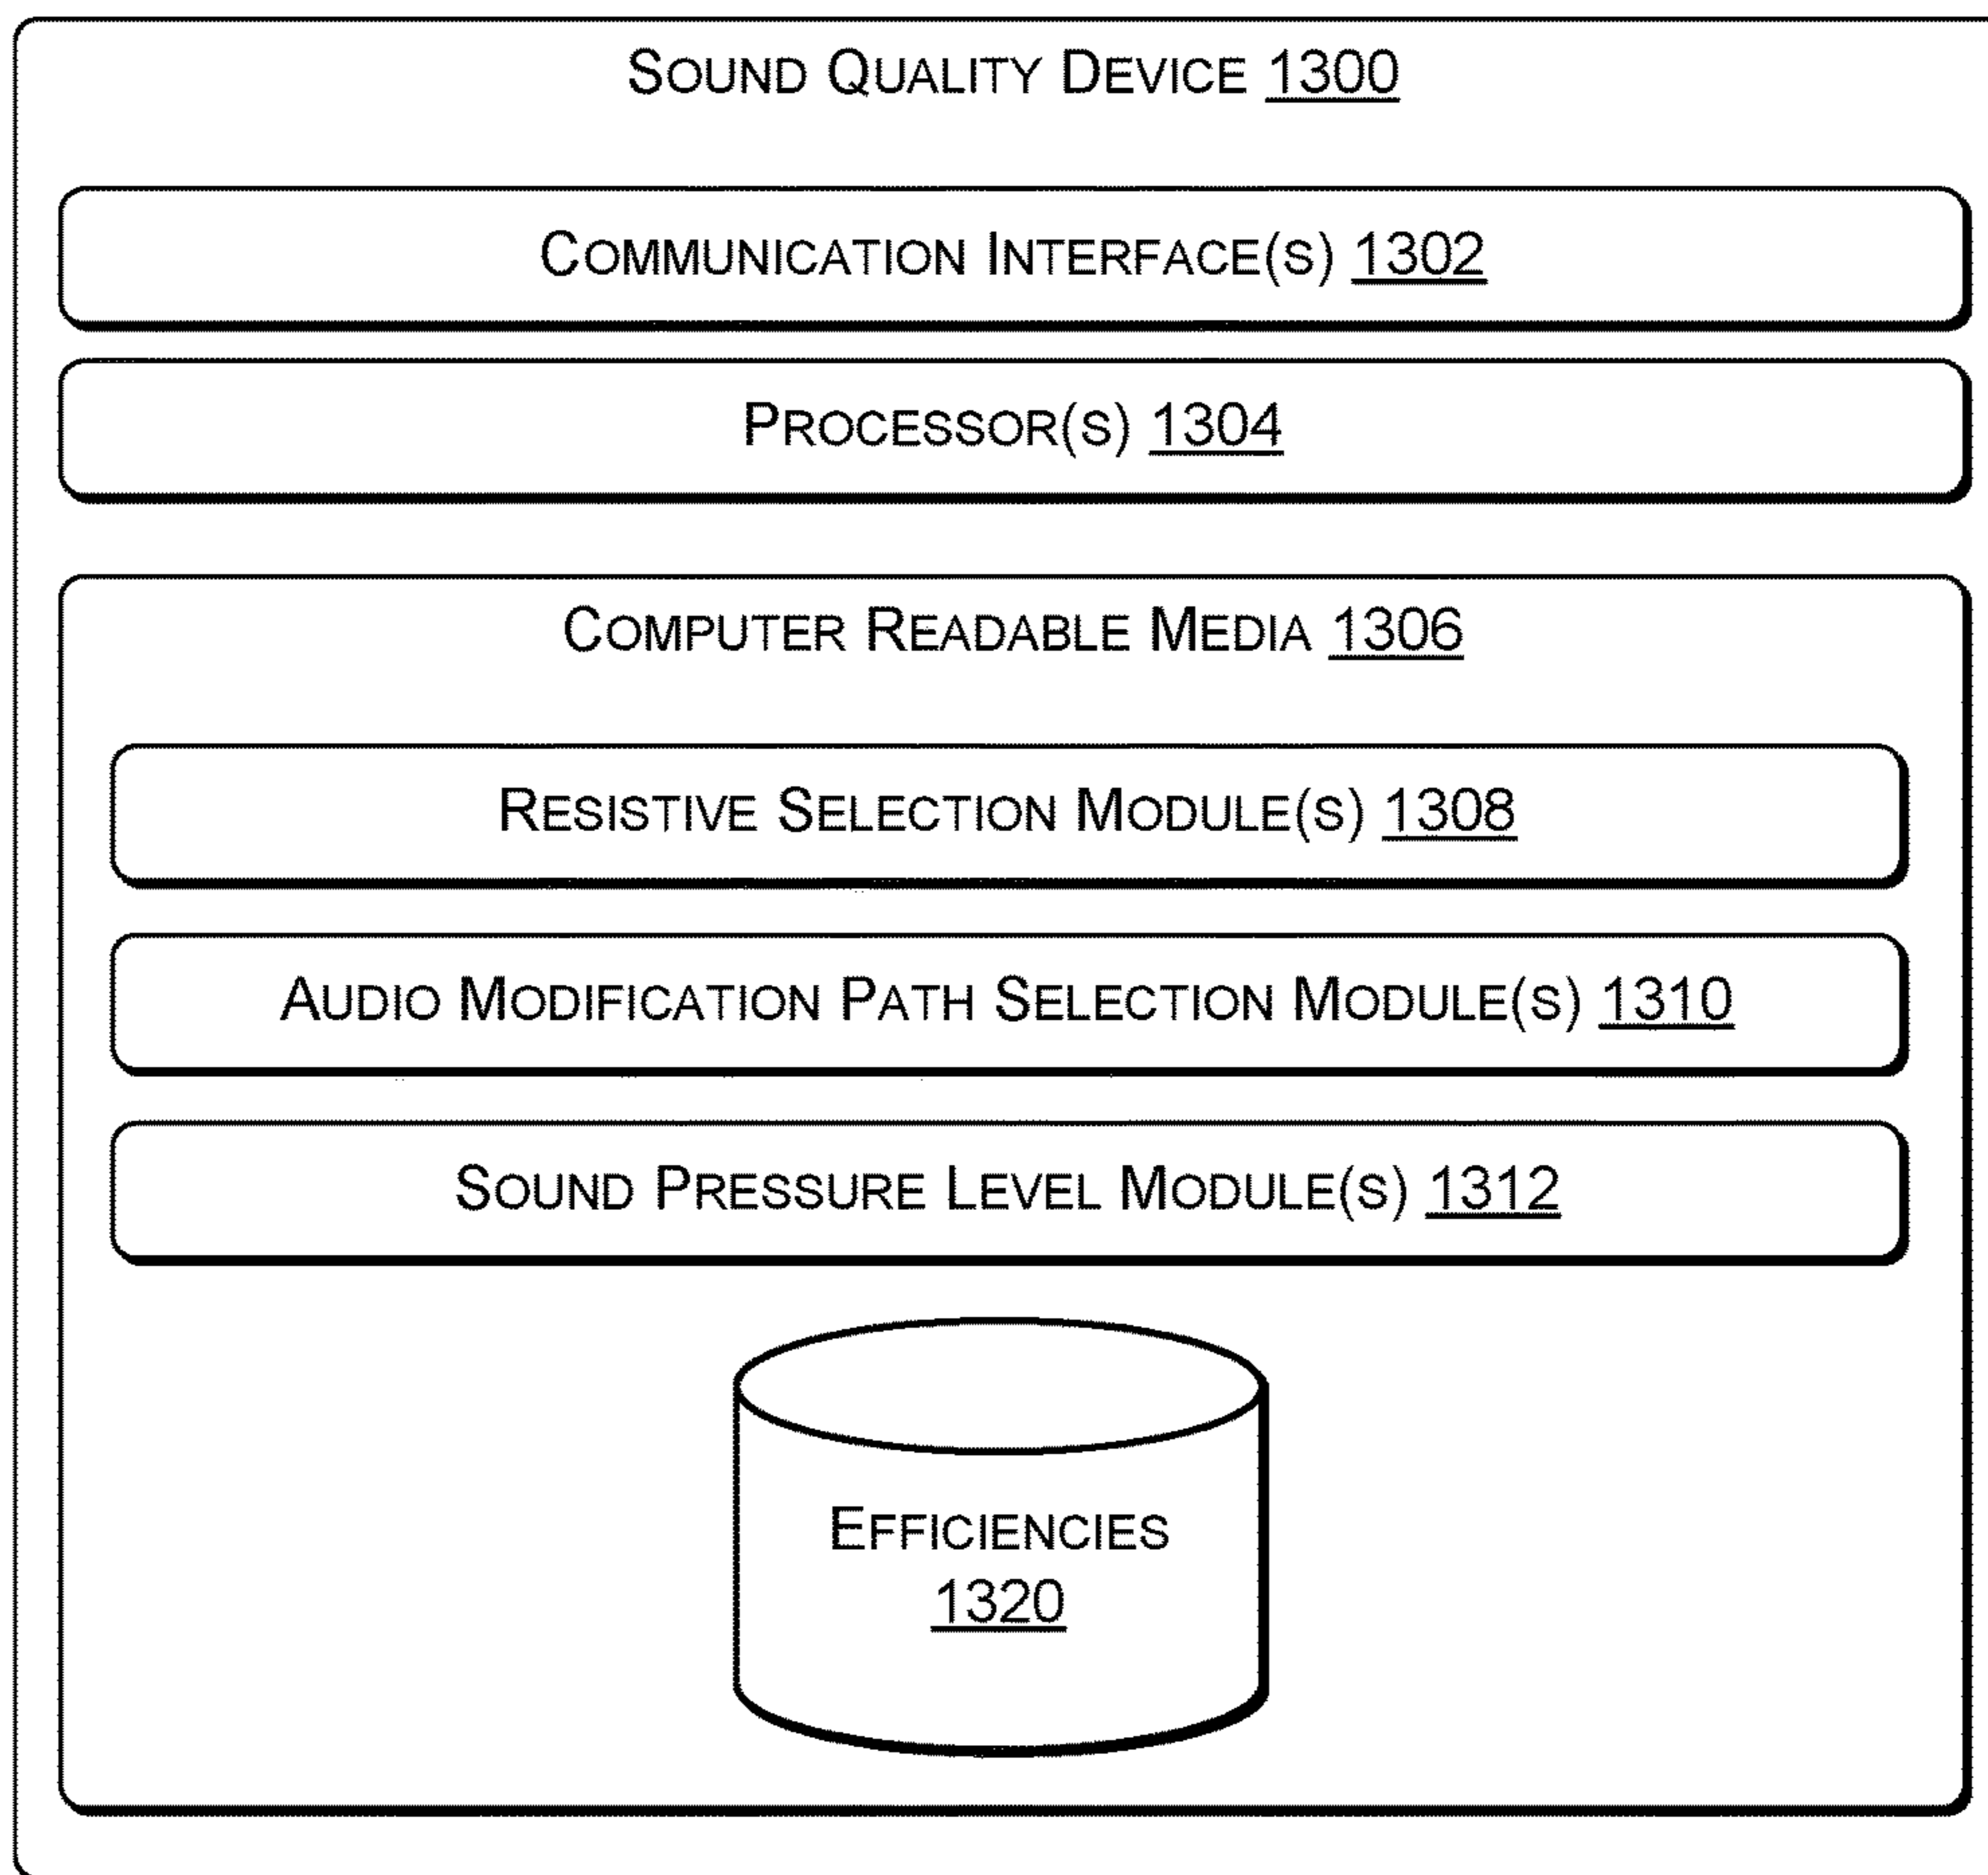 SOUND QUALITY DEVICE 1300
COMMUNICATION INTERFACE(S) 1302
PROCESSOR(S) 1304
COMPUTER READABLE MEDIA 1306
RESISTIVE SELECTION MODULE(S) 1308
AUDIO MODIFICATION PATH SELECTION MODULE(S) 1310
SOUND PRESSURE LEVEL MODULE(S) 1312
EFFICIENCIES
1320